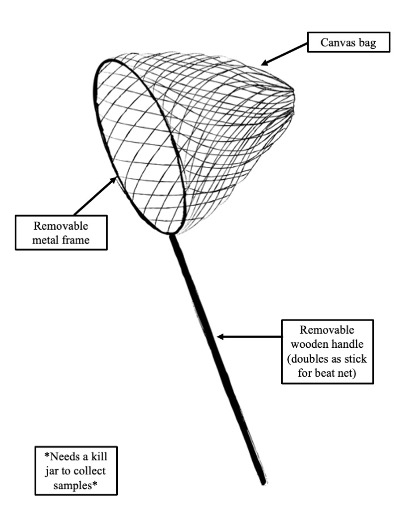 Canvas bag
Removable
metal frame
Removable
wooden handle
(doubles as stick
for beat net)
*Needs a kill
jar to collect
samples*